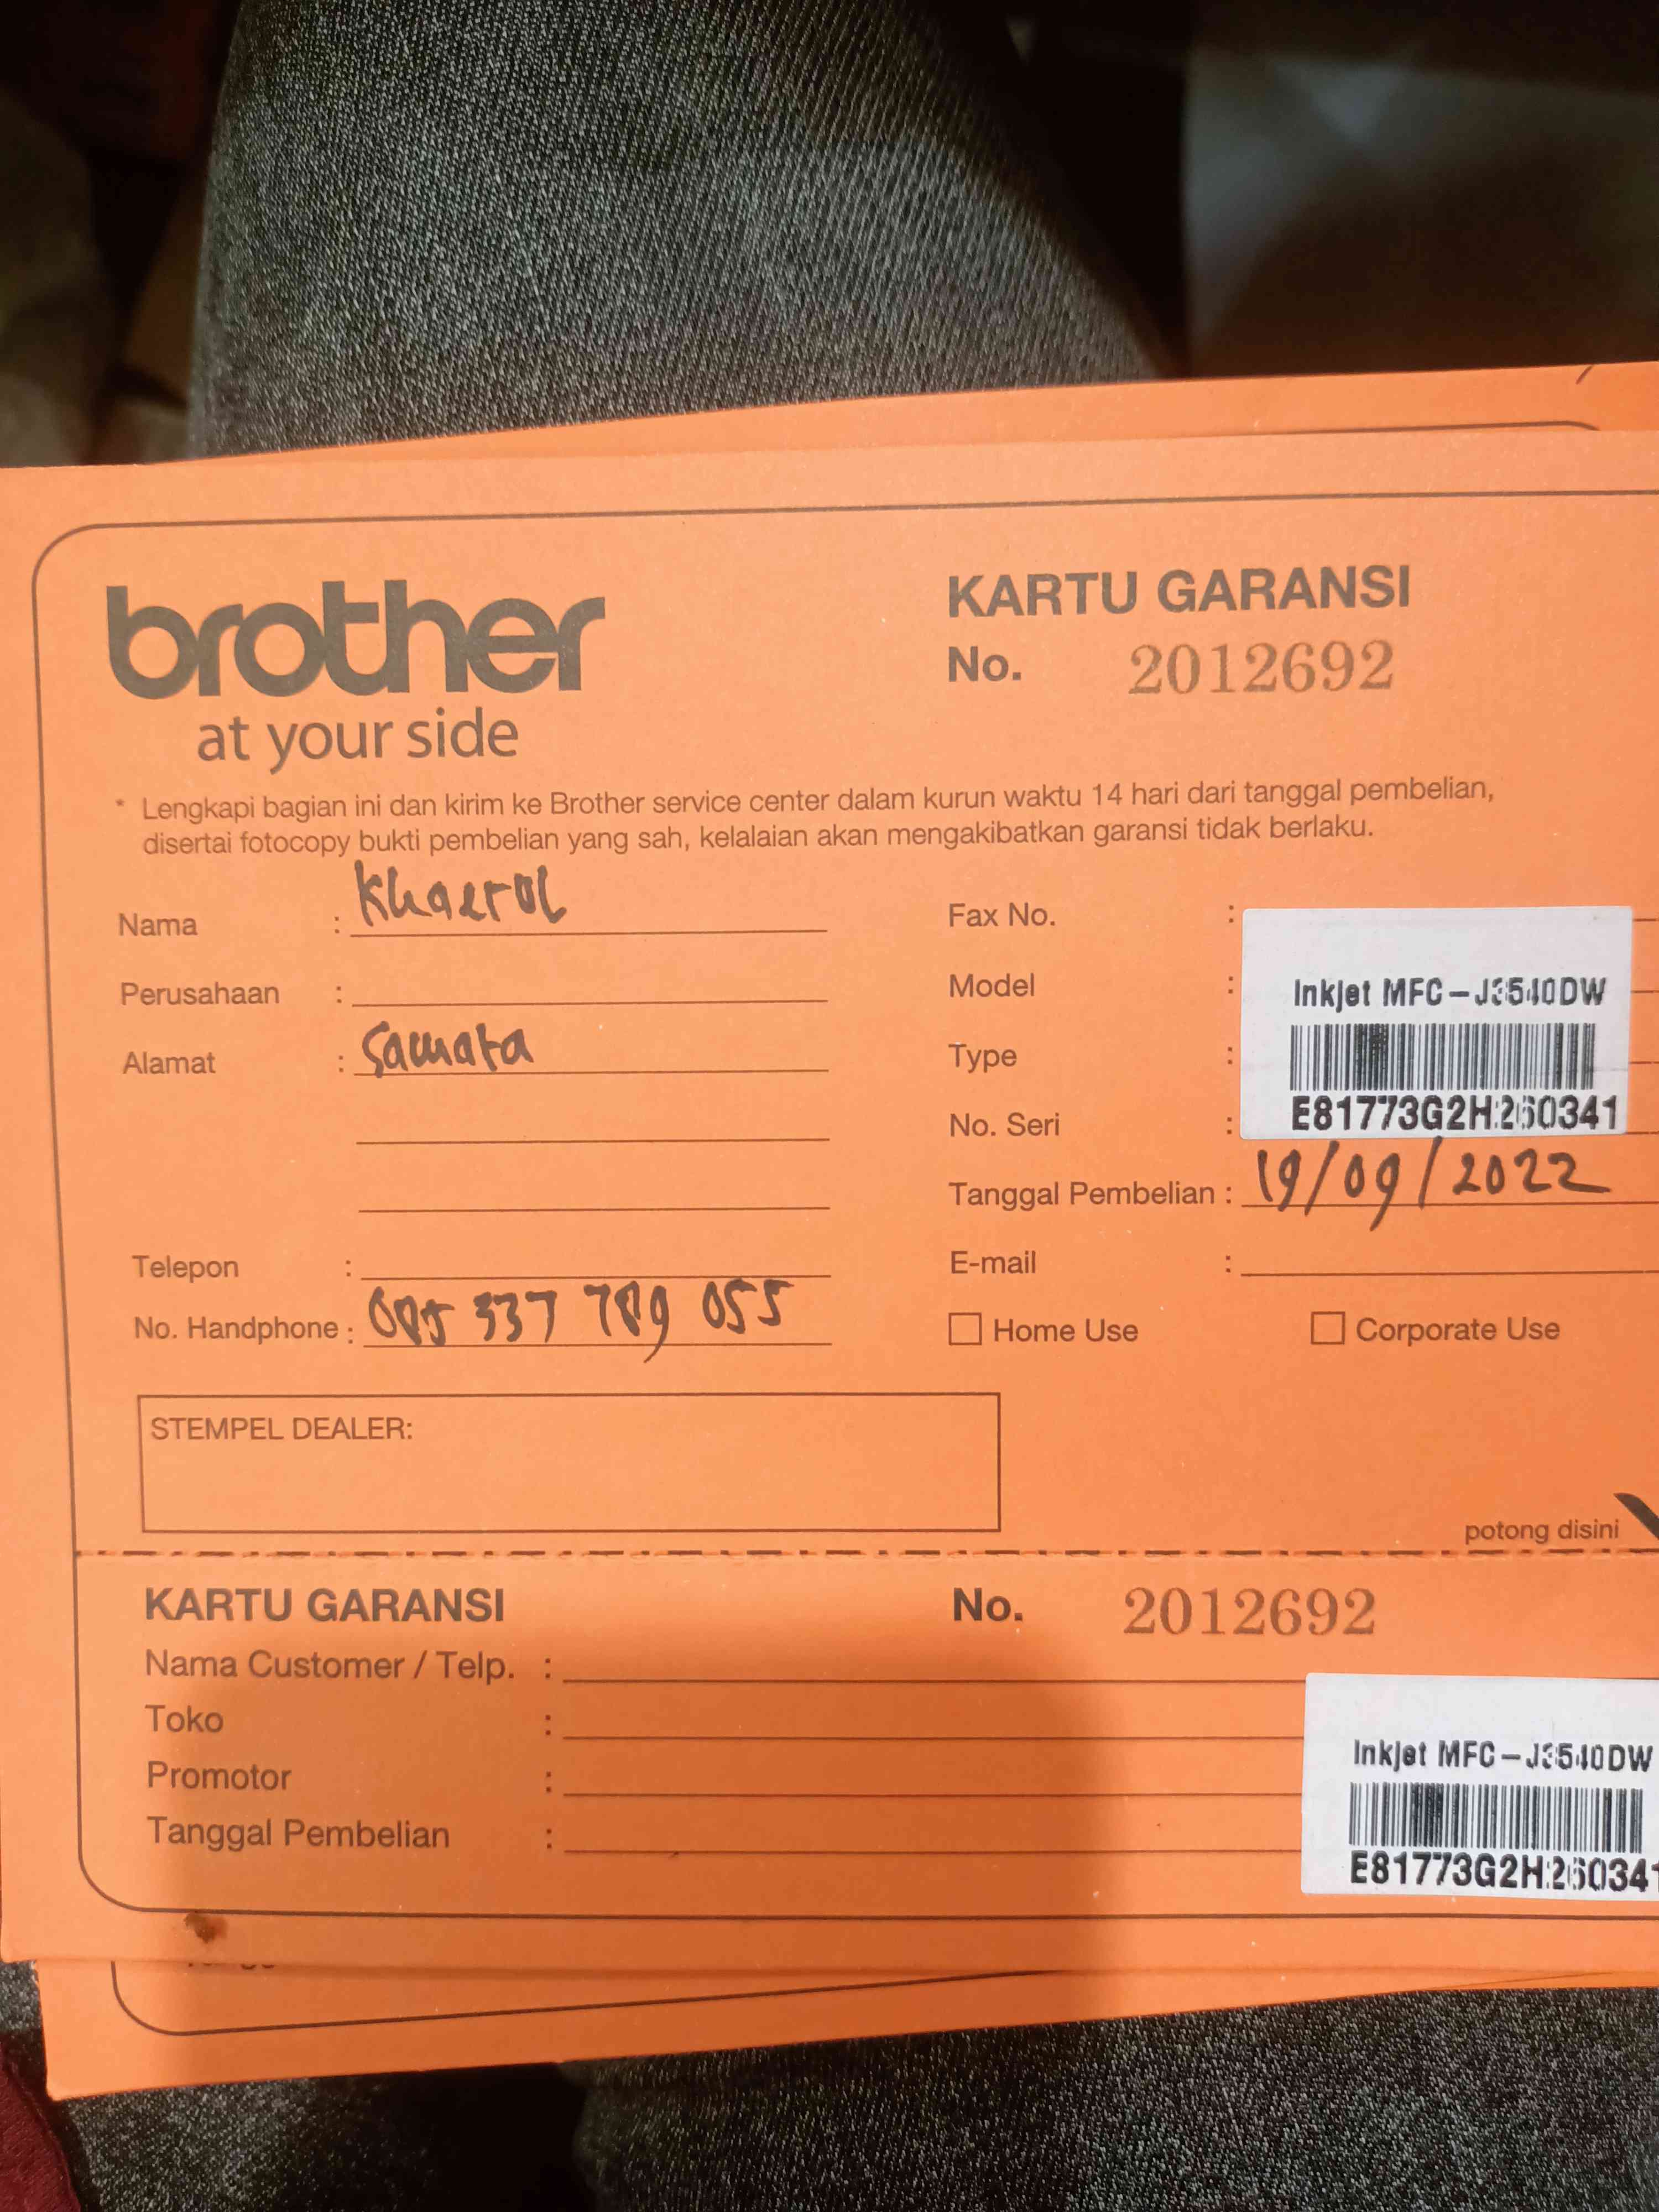 brother
at your side
KARTU GARANSI
No. 2012692
* Lengkapi bagian ini dan kirim ke Brother service center dalam kurun waktu 14 hari dari tanggal pembelian,
disertai fotocopy bukti pembelian yang sah, kelalaian akan mengakibatkan garansi tidak berlaku.
Nama : Khaerul
Perusahaan :
Alamat : Samata
Telepon :
No. Handphone : 085 337 789 055
Fax No. :
Model : Inkjet MFC-J3540DW
Type :
No. Seri : E81773G2H260341
Tanggal Pembelian : 19/09/2022
E-mail :
Home Use Corporate Use
STEMPEL DEALER:
potong disini
KARTU GARANSI No. 2012692
Nama Customer / Telp. :
Toko :
Promotor :
Tanggal Pembelian :
Inkjet MFC-J3540DW
E81773G2H260341